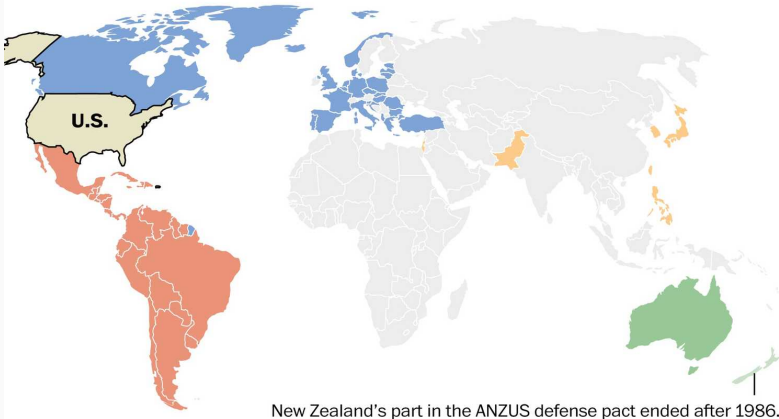 U.S.
New Zealand's part in the ANZUS defense pact ended after 1986.